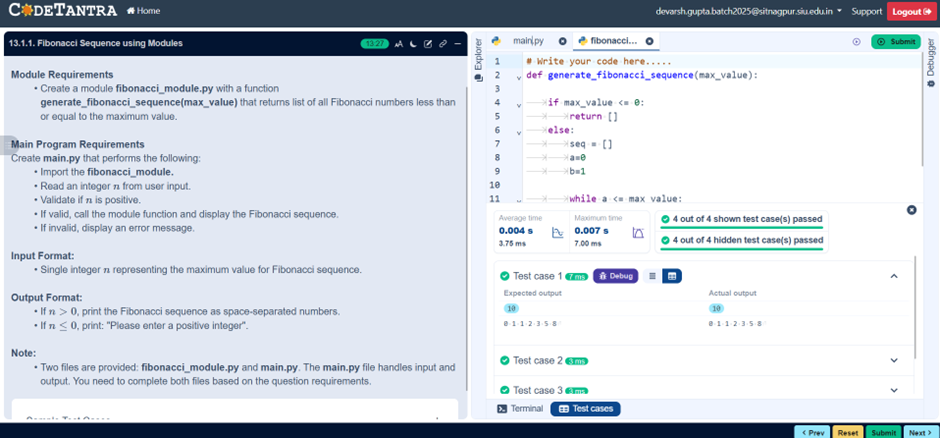 CODETANTRA Home devarsh.gupta.batch2025@sitnagpur.siu.edu.in Support Logout
13.1.1. Fibonacci Sequence using Modules 13:27 AA
Module Requirements
• Create a module fibonacci_module.py with a function
generate_fibonacci_sequence(max_value) that returns list of all Fibonacci numbers less than
or equal to the maximum value.
Main Program Requirements
Create main.py that performs the following:
• Import the fibonacci_module.
• Read an integer n from user input.
• Validate if n is positive.
• If valid, call the module function and display the Fibonacci sequence.
• If invalid, display an error message.
Input Format:
• Single integer n representing the maximum value for Fibonacci sequence.
Output Format:
• If n > 0, print the Fibonacci sequence as space-separated numbers.
• If n ≤ 0, print: "Please enter a positive integer".
Note:
• Two files are provided: fibonacci_module.py and main.py. The main.py file handles input and
output. You need to complete both files based on the question requirements.
Sample Test Cases
Explorer
main.py fibonacci... Submit
Debugger
1 # Write your code here.....
2 def generate_fibonacci_sequence(max_value):
3
4 if max_value <= 0:
5 return []
6 else:
7 seq = []
8 a=0
9 b=1
10
11 while a <= max_value:
Average time Maximum time
0.004 s 0.007 s
3.75 ms 7.00 ms
4 out of 4 shown test case(s) passed
4 out of 4 hidden test case(s) passed
Test case 1 7 ms Debug
Expected output Actual output
10 10
0 1 1 2 3 5 8 0 1 1 2 3 5 8
Test case 2 3 ms
Test case 3 3 ms
Terminal Test cases
< Prev Reset Submit Next >